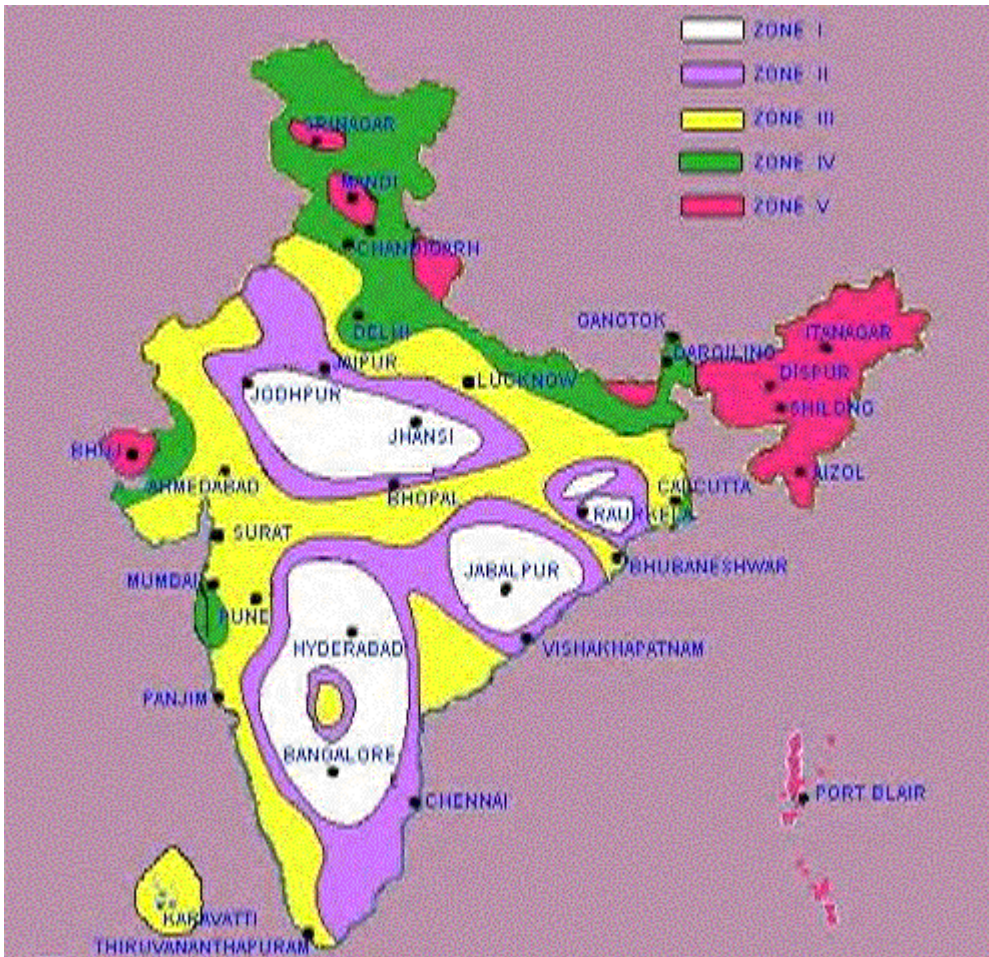 ZONE I
ZONE II
ZONE III
ZONE IV
ZONE V
SRINAGAR
MANDI
CHANDIGARH
DELHI
GANGTOK
DARGILING
ITANAGAR
DISPUR
SHILONG
AIZOL
JAIPUR
LUCKNOW
JODHPUR
JHANSI
BHUJ
AHMEDABAD
BHOPAL
CALCUTTA
RAURKELA
SURAT
BHUBANESHWAR
JABALPUR
MUMDAI
PUNE
HYDERABAD
VISHAKHAPATNAM
PANJIM
BANGALORE
CHENNAI
PORT BLAIR
KARAVATTI
THIRUVANANTHAPURAM